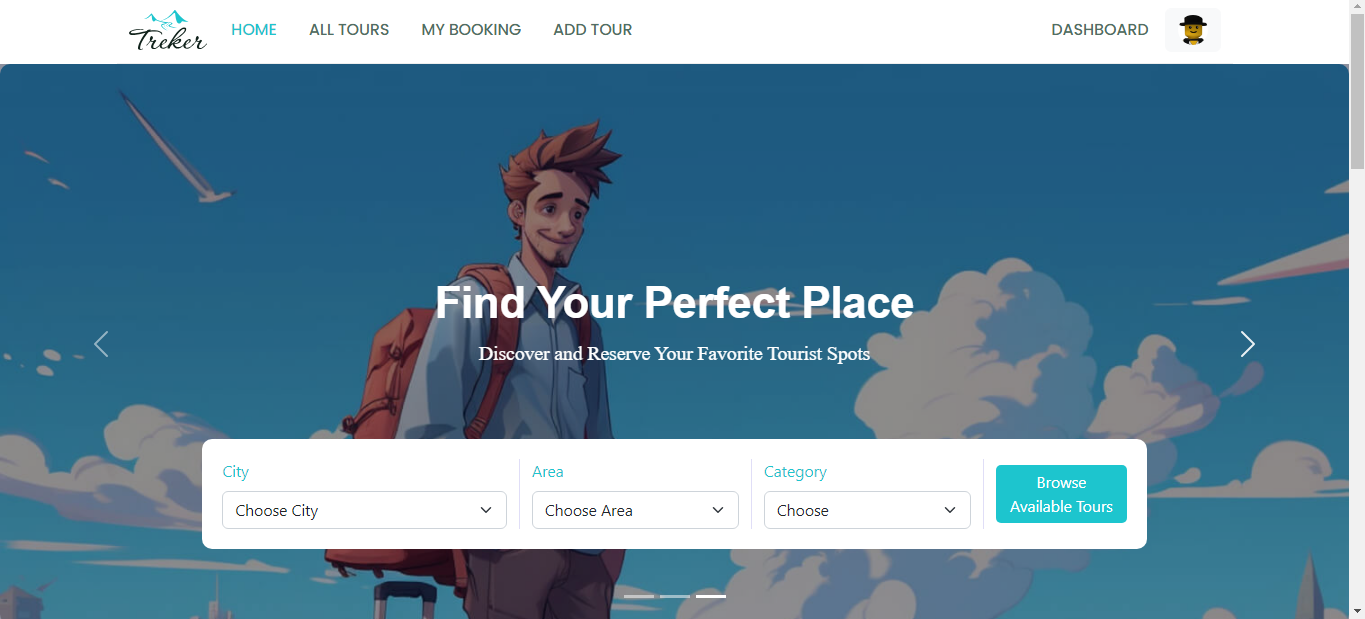 Treker
HOME
ALL TOURS
MY BOOKING
ADD TOUR
DASHBOARD
Find Your Perfect Place
Discover and Reserve Your Favorite Tourist Spots
City
Choose City
Area
Choose Area
Category
Choose
Browse
Available Tours